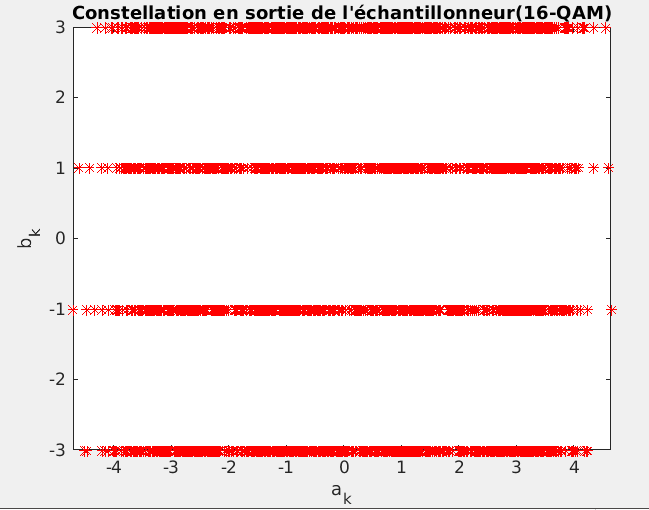 Constellation en sortie de l'échantillonneur(16-QAM)
3
2
1
0
-1
-2
-3
b_k
-4 -3 -2 -1 0 1 2 3 4
a_k